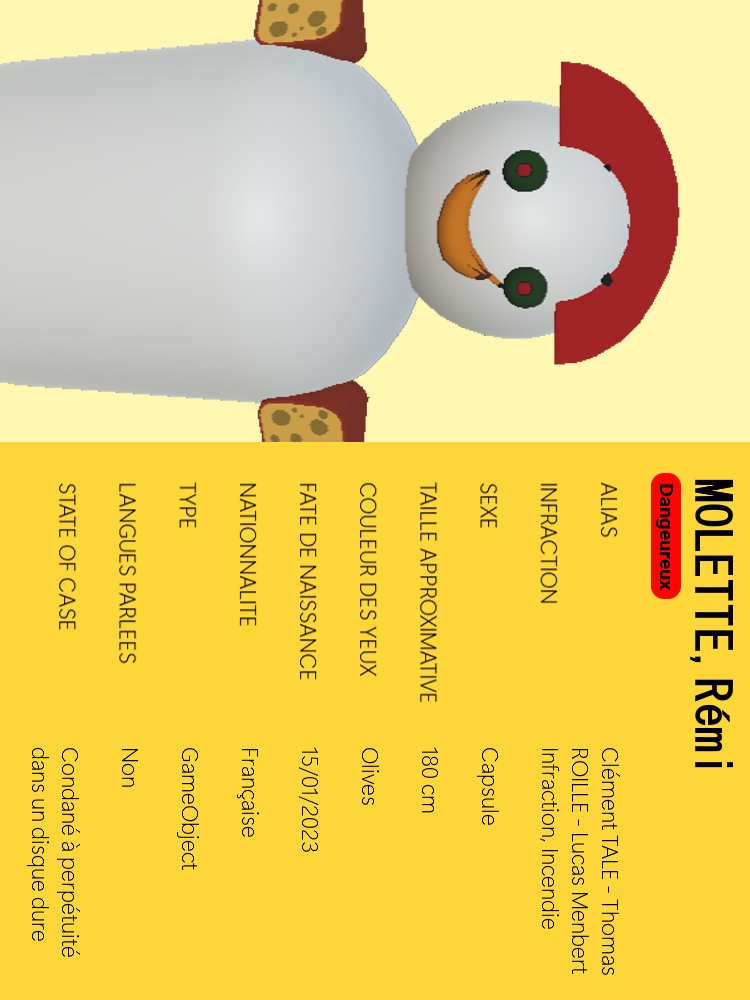 MOLETTE, Rémi
Dangeureux
ALIAS
Clément TALE - Thomas
ROILLE - Lucas Menbert
INFRACTION
Infraction, Incendie
SEXE
Capsule
TAILLE APPROXIMATIVE
180 cm
COULEUR DES YEUX
Olives
FATE DE NAISSANCE
15/01/2023
NATIONNALITE
Française
TYPE
GameObject
LANGUES PARLEES
Non
STATE OF CASE
Condané à perpétuité
dans un disque dure